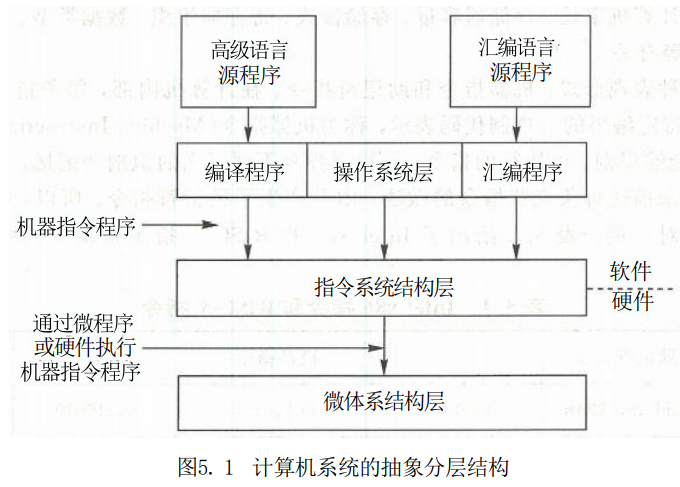 高级语言
源程序
汇编语言
源程序
编译程序
操作系统层
汇编程序
机器指令程序
指令系统结构层
软件
硬件
通过微程序
或硬件执行
机器指令程序
微体系结构层
图5.1 计算机系统的抽象分层结构